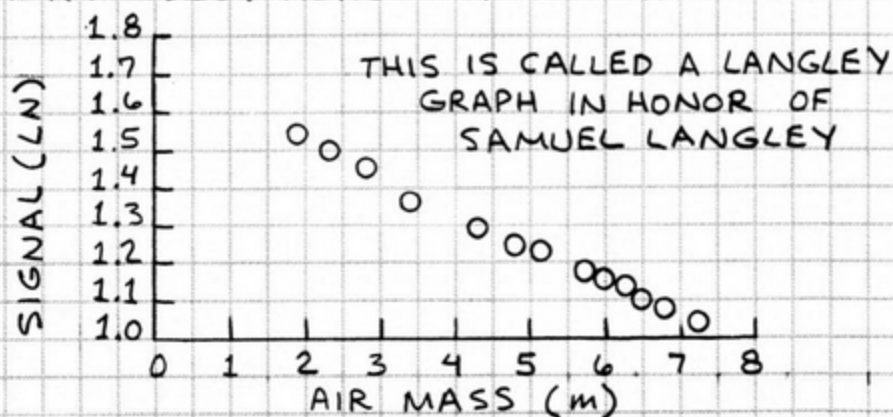 1.8
1.7
1.6
1.5
1.4
1.3
1.2
1.1
1.0
SIGNAL (LN)
THIS IS CALLED A LANGLEY
GRAPH IN HONOR OF
SAMUEL LANGLEY
0 1 2 3 4 5 6 7 8
AIR MASS (m)